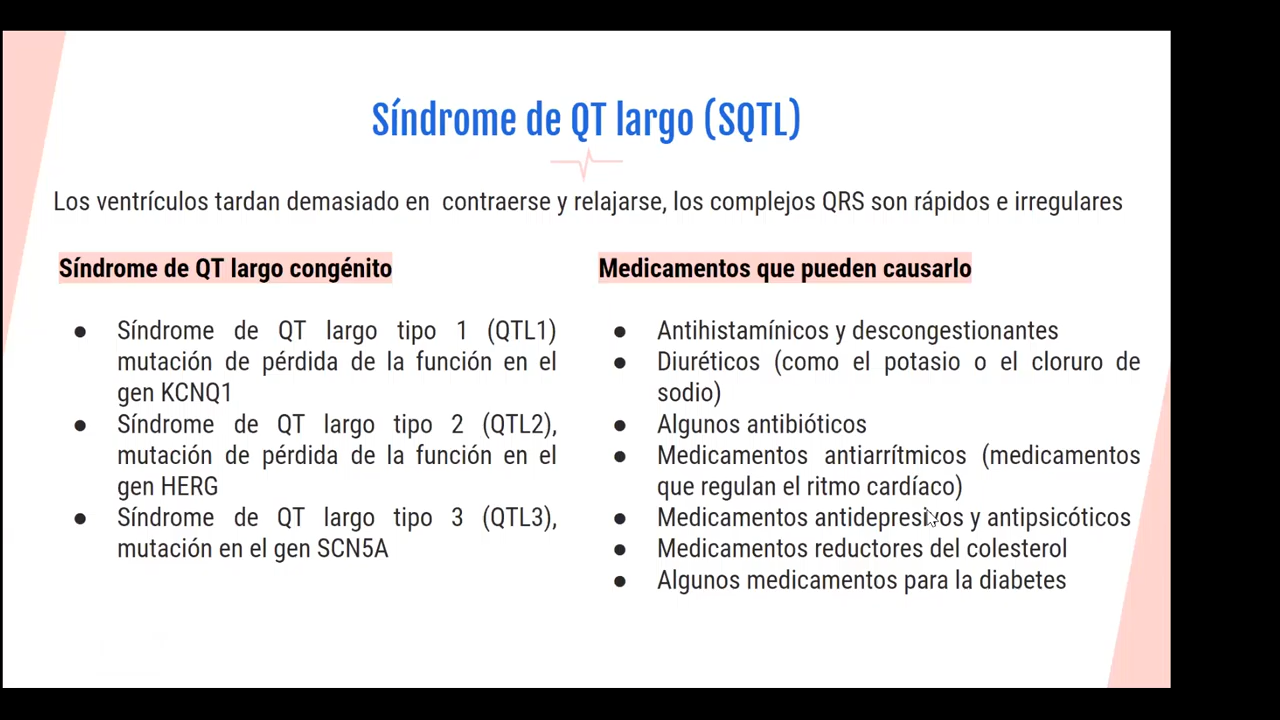 Síndrome de QT largo (SQTL)
Los ventrículos tardan demasiado en contraerse y relajarse, los complejos QRS son rápidos e irregulares
Síndrome de QT largo congénito
● Síndrome de QT largo tipo 1 (QTL1)
mutación de pérdida de la función en el
gen KCNQ1
● Síndrome de QT largo tipo 2 (QTL2),
mutación de pérdida de la función en el
gen HERG
● Síndrome de QT largo tipo 3 (QTL3),
mutación en el gen SCN5A
Medicamentos que pueden causarlo
● Antihistamínicos y descongestionantes
● Diuréticos (como el potasio o el cloruro de
sodio)
● Algunos antibióticos
● Medicamentos antiarrítmicos (medicamentos
que regulan el ritmo cardíaco)
● Medicamentos antidepresivos y antipsicóticos
● Medicamentos reductores del colesterol
● Algunos medicamentos para la diabetes